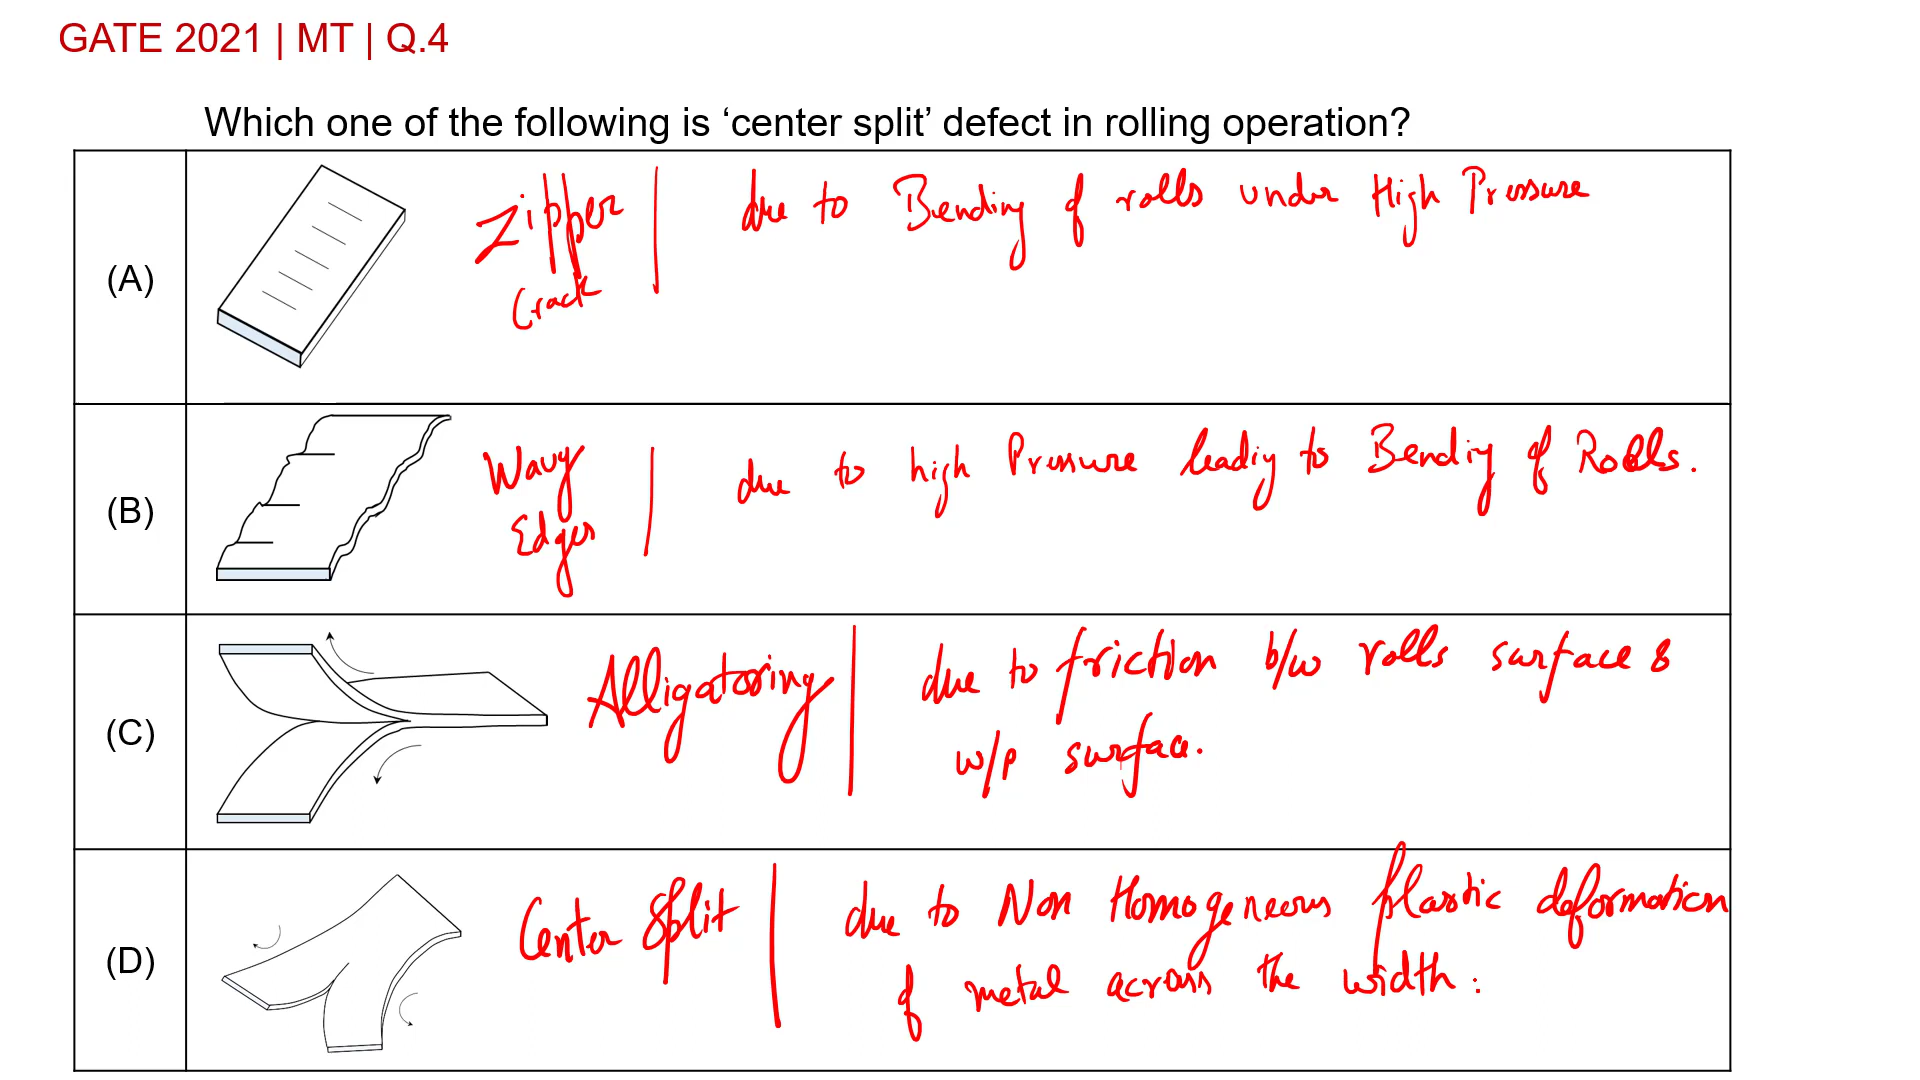 GATE 2021 | MT | Q.4
Which one of the following is ‘center split’ defect in rolling operation?
(A)
Zipper
Crack
due to Bending of rolls under High Pressure
(B)
Wavy
Edges
due to high Pressure leading to Bending of Rolls.
(C)
Alligatoring
due to friction b/w rolls surface &
w/p surface.
(D)
Center Split
due to Non Homogeneous plastic deformation
of metal across the width.